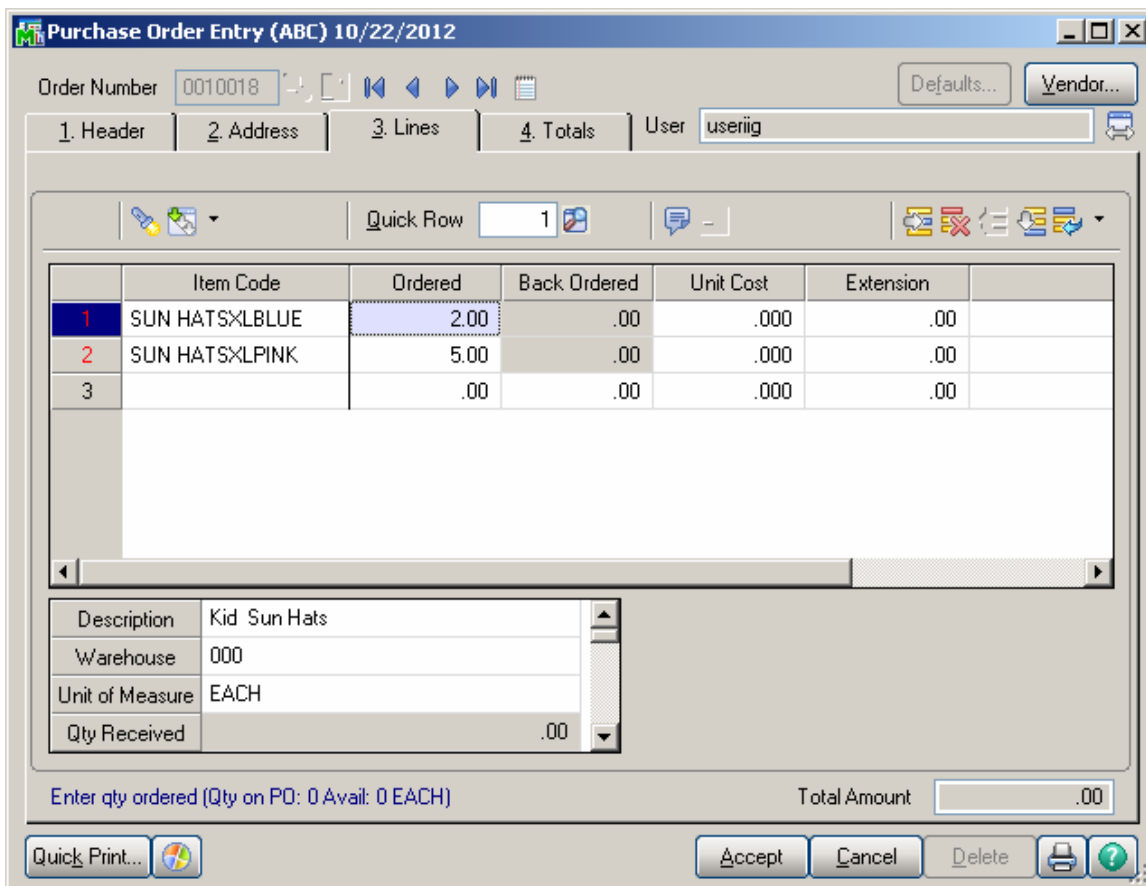 Purchase Order Entry (ABC) 10/22/2012
Order Number 0010018 Defaults... Vendor...
1. Header 2. Address 3. Lines 4. Totals User useriig
Quick Row 1
Item Code Ordered Back Ordered Unit Cost Extension
1 SUN HATSXLBLUE 2.00 .00 .000 .00
2 SUN HATSXLPINK 5.00 .00 .000 .00
3 .00 .00 .000 .00
Description Kid Sun Hats
Warehouse 000
Unit of Measure EACH
Qty Received .00
Enter qty ordered (Qty on PO: 0 Avail: 0 EACH) Total Amount .00
Quick Print... Accept Cancel Delete